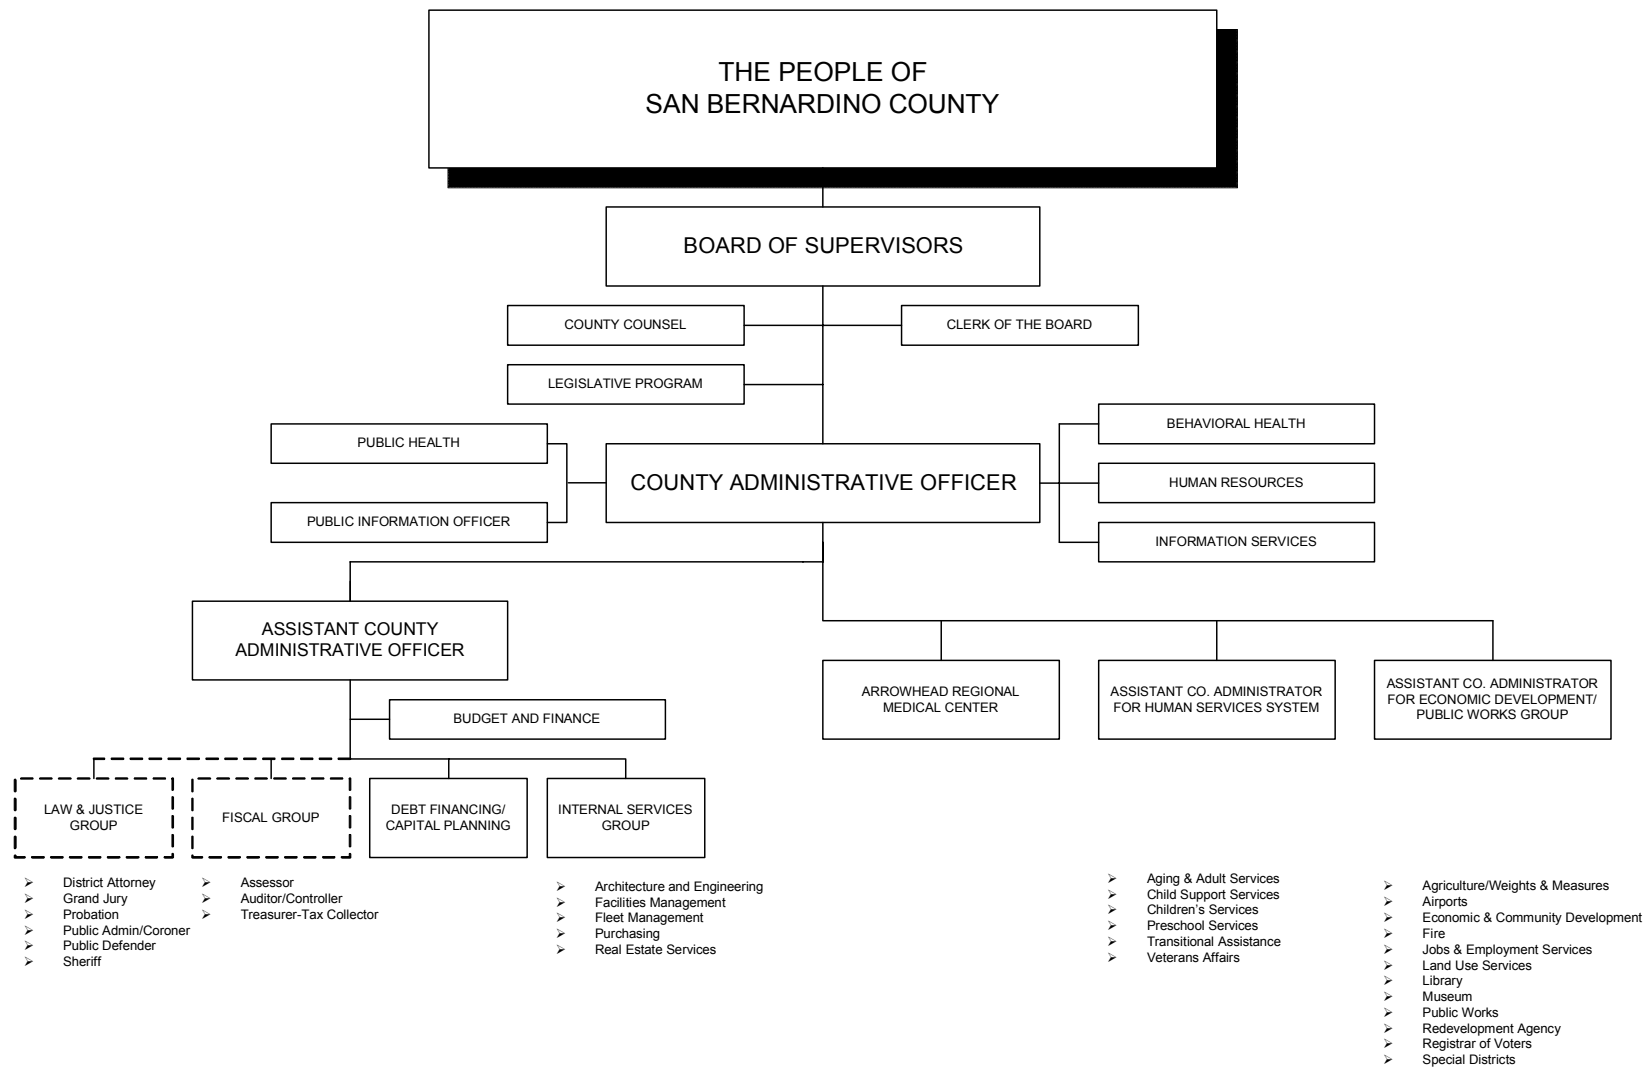 THE PEOPLE OF
SAN BERNARDINO COUNTY
BOARD OF SUPERVISORS
COUNTY COUNSEL
CLERK OF THE BOARD
LEGISLATIVE PROGRAM
PUBLIC HEALTH
PUBLIC INFORMATION OFFICER
COUNTY ADMINISTRATIVE OFFICER
BEHAVIORAL HEALTH
HUMAN RESOURCES
INFORMATION SERVICES
ASSISTANT COUNTY
ADMINISTRATIVE OFFICER
BUDGET AND FINANCE
ARROWHEAD REGIONAL
MEDICAL CENTER
ASSISTANT CO. ADMINISTRATOR
FOR HUMAN SERVICES SYSTEM
ASSISTANT CO. ADMINISTRATOR
FOR ECONOMIC DEVELOPMENT/
PUBLIC WORKS GROUP
LAW & JUSTICE
GROUP
FISCAL GROUP
DEBT FINANCING/
CAPITAL PLANNING
INTERNAL SERVICES
GROUP
➢ District Attorney
➢ Grand Jury
➢ Probation
➢ Public Admin/Coroner
➢ Public Defender
➢ Sheriff
➢ Assessor
➢ Auditor/Controller
➢ Treasurer-Tax Collector
➢ Architecture and Engineering
➢ Facilities Management
➢ Fleet Management
➢ Purchasing
➢ Real Estate Services
➢ Aging & Adult Services
➢ Child Support Services
➢ Children’s Services
➢ Preschool Services
➢ Transitional Assistance
➢ Veterans Affairs
➢ Agriculture/Weights & Measures
➢ Airports
➢ Economic & Community Development
➢ Fire
➢ Jobs & Employment Services
➢ Land Use Services
➢ Library
➢ Museum
➢ Public Works
➢ Redevelopment Agency
➢ Registrar of Voters
➢ Special Districts